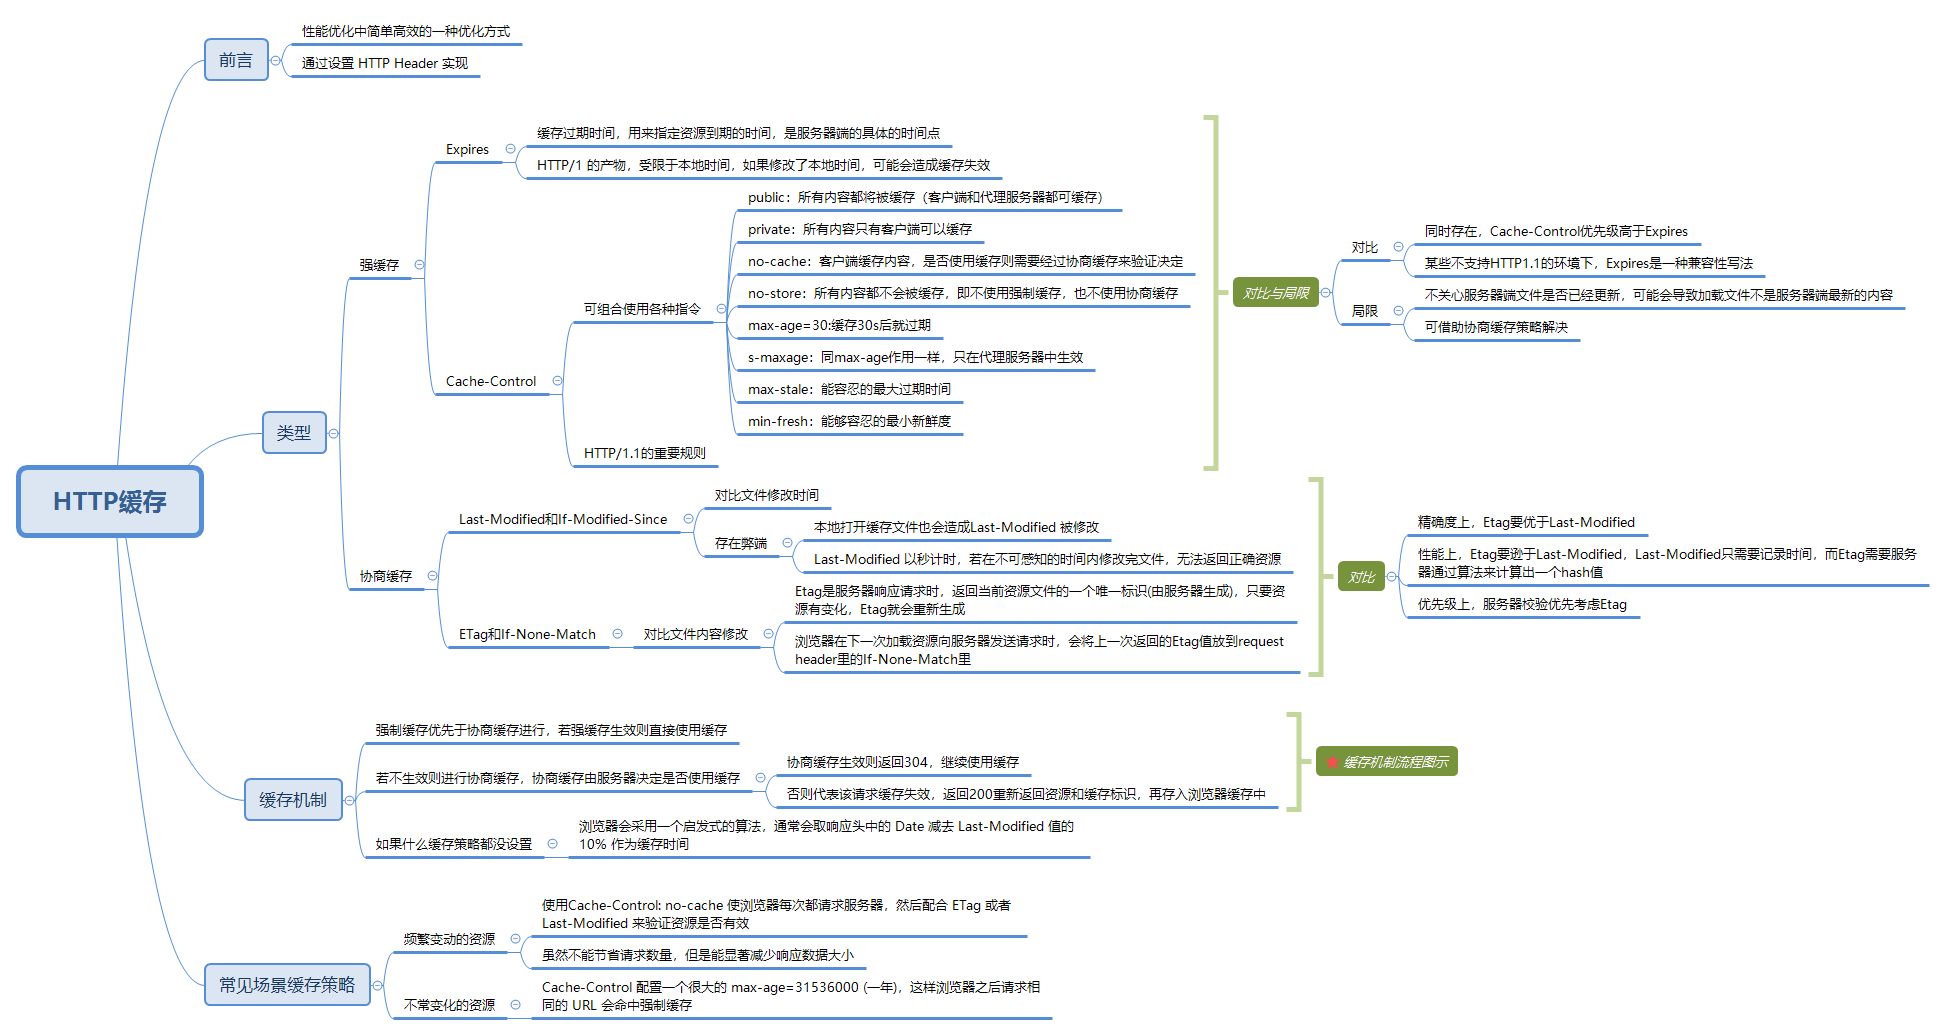 HTTP缓存
前言
性能优化中简单高效的一种优化方式
通过设置 HTTP Header 实现
类型
强缓存
Expires
缓存过期时间，用来指定资源到期的时间，是服务器端的具体的时间点
HTTP/1 的产物，受限于本地时间，如果修改了本地时间，可能会造成缓存失效
Cache-Control
可组合使用各种指令
public：所有内容都将被缓存（客户端和代理服务器都可缓存）
private：所有内容只有客户端可以缓存
no-cache：客户端缓存内容，是否使用缓存则需要经过协商缓存来验证决定
no-store：所有内容都不会被缓存，即不使用强制缓存，也不使用协商缓存
max-age=30:缓存30s后就过期
s-maxage：同max-age作用一样，只在代理服务器中生效
max-stale：能容忍的最大过期时间
min-fresh：能够容忍的最小新鲜度
HTTP/1.1的重要规则
对比与局限
对比
同时存在，Cache-Control优先级高于Expires
某些不支持HTTP1.1的环境下，Expires是一种兼容性写法
局限
不关心服务器端文件是否已经更新，可能会导致加载文件不是服务器端最新的内容
可借助协商缓存策略解决
协商缓存
Last-Modified和If-Modified-Since
对比文件修改时间
存在弊端
本地打开缓存文件也会造成Last-Modified 被修改
Last-Modified 以秒计时，若在不可感知的时间内修改完文件，无法返回正确资源
ETag和If-None-Match
对比文件内容修改
Etag是服务器响应请求时，返回当前资源文件的一个唯一标识(由服务器生成)，只要资
源有变化，Etag就会重新生成
浏览器在下一次加载资源向服务器发送请求时，会将上一次返回的Etag值放到request
header里的If-None-Match里
对比
精确度上，Etag要优于Last-Modified
性能上，Etag要逊于Last-Modified，Last-Modified只需要记录时间，而Etag需要服务
器通过算法来计算出一个hash值
优先级上，服务器校验优先考虑Etag
缓存机制
强制缓存优先于协商缓存进行，若强缓存生效则直接使用缓存
若不生效则进行协商缓存，协商缓存由服务器决定是否使用缓存
协商缓存生效则返回304，继续使用缓存
否则代表该请求缓存失效，返回200重新返回资源和缓存标识，再存入浏览器缓存中
缓存机制流程图示
如果什么缓存策略都没设置
浏览器会采用一个启发式的算法，通常会取响应头中的 Date 减去 Last-Modified 值的
10% 作为缓存时间
常见场景缓存策略
频繁变动的资源
使用Cache-Control: no-cache 使浏览器每次都请求服务器，然后配合 ETag 或者
Last-Modified 来验证资源是否有效
虽然不能节省请求数量，但是能显著减少响应数据大小
不常变化的资源
Cache-Control 配置一个很大的 max-age=31536000 (一年)，这样浏览器之后请求相
同的 URL 会命中强制缓存